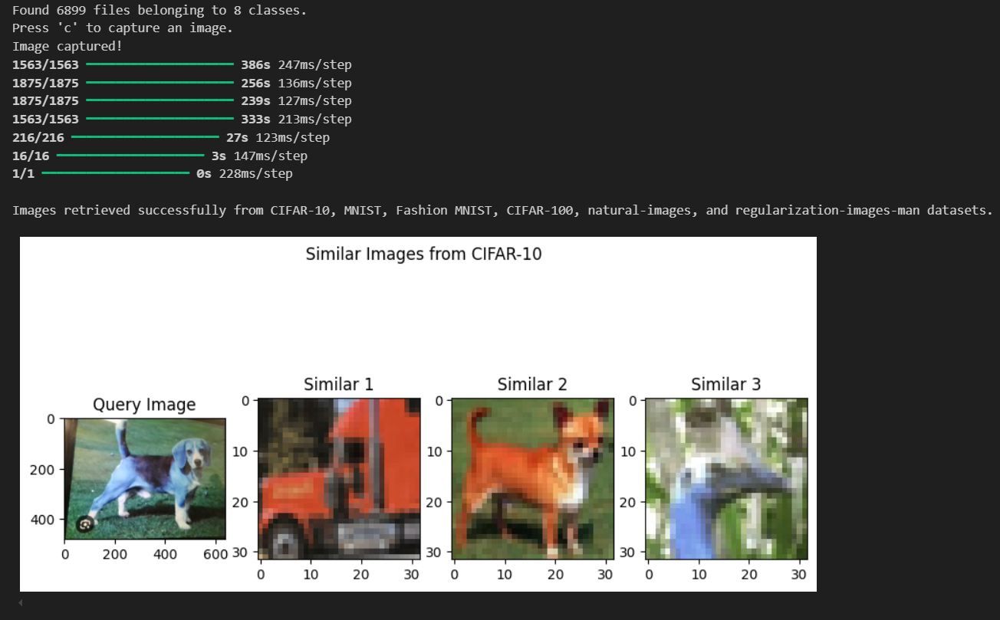 Found 6899 files belonging to 8 classes.
Press 'c' to capture an image.
Image captured!
1563/1563 386s 247ms/step
1875/1875 256s 136ms/step
1875/1875 239s 127ms/step
1563/1563 333s 213ms/step
216/216 27s 123ms/step
16/16 3s 147ms/step
1/1 0s 228ms/step
Images retrieved successfully from CIFAR-10, MNIST, Fashion MNIST, CIFAR-100, natural-images, and regularization-images-man datasets.
Similar Images from CIFAR-10
Query Image
0
200
400
0 200 400 600
Similar 1
0
10
20
30
0 10 20 30
Similar 2
0
10
20
30
0 10 20 30
Similar 3
0
10
20
30
0 10 20 30